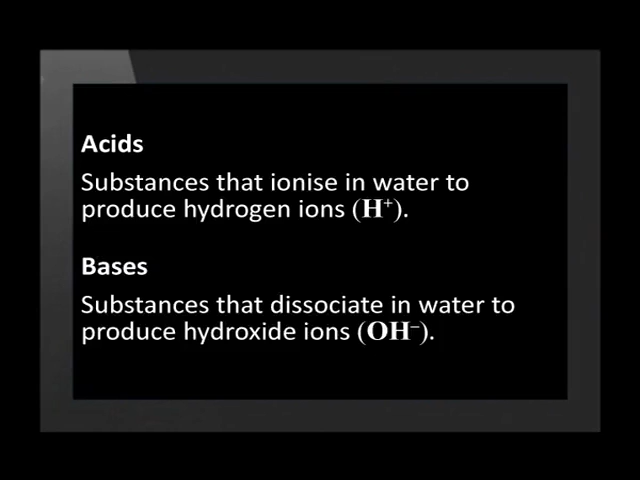 Acids
Substances that ionise in water to
produce hydrogen ions (H⁺).
Bases
Substances that dissociate in water to
produce hydroxide ions (OH⁻).